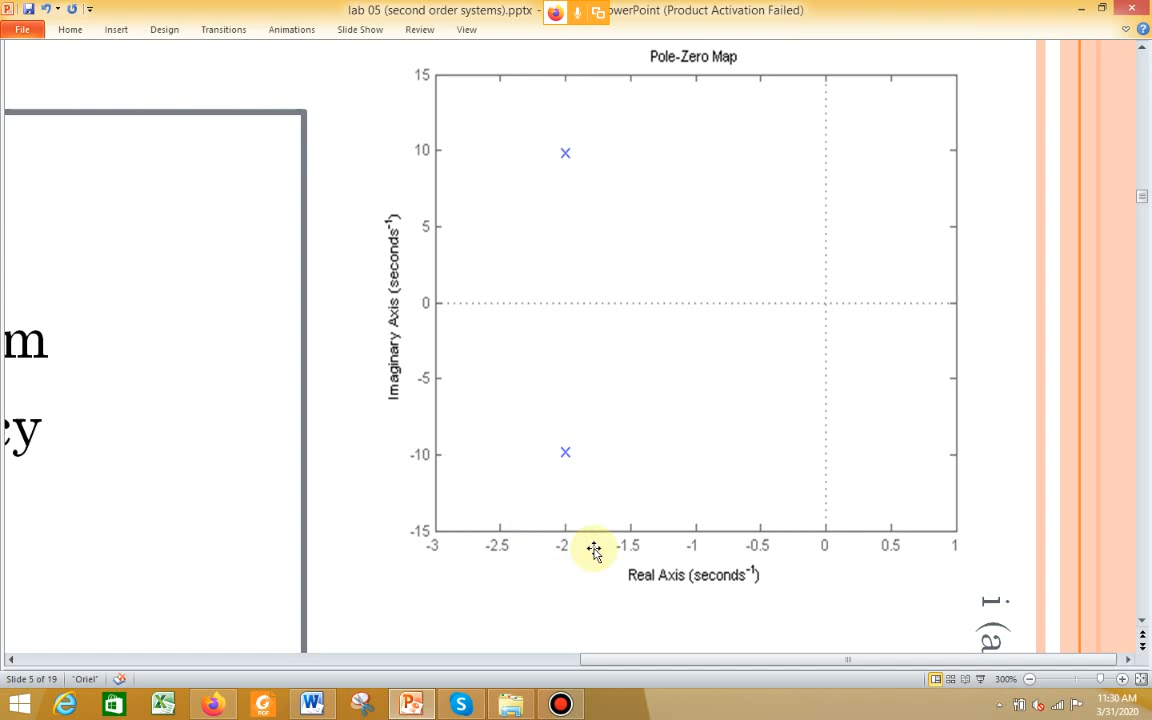 lab 05 (second order systems).pptx - owerPoint (Product Activation Failed)
File Home Insert Design Transitions Animations Slide Show Review View
Pole-Zero Map
15
10
5
0
-5
-10
-15
Imaginary Axis (seconds⁻¹)
-3 -2.5 -2 -1.5 -1 -0.5 0 0.5 1
Real Axis (seconds⁻¹)
m
cy
i (a
Slide 5 of 19 "Oriel" 300%
11:30 AM
3/31/2020